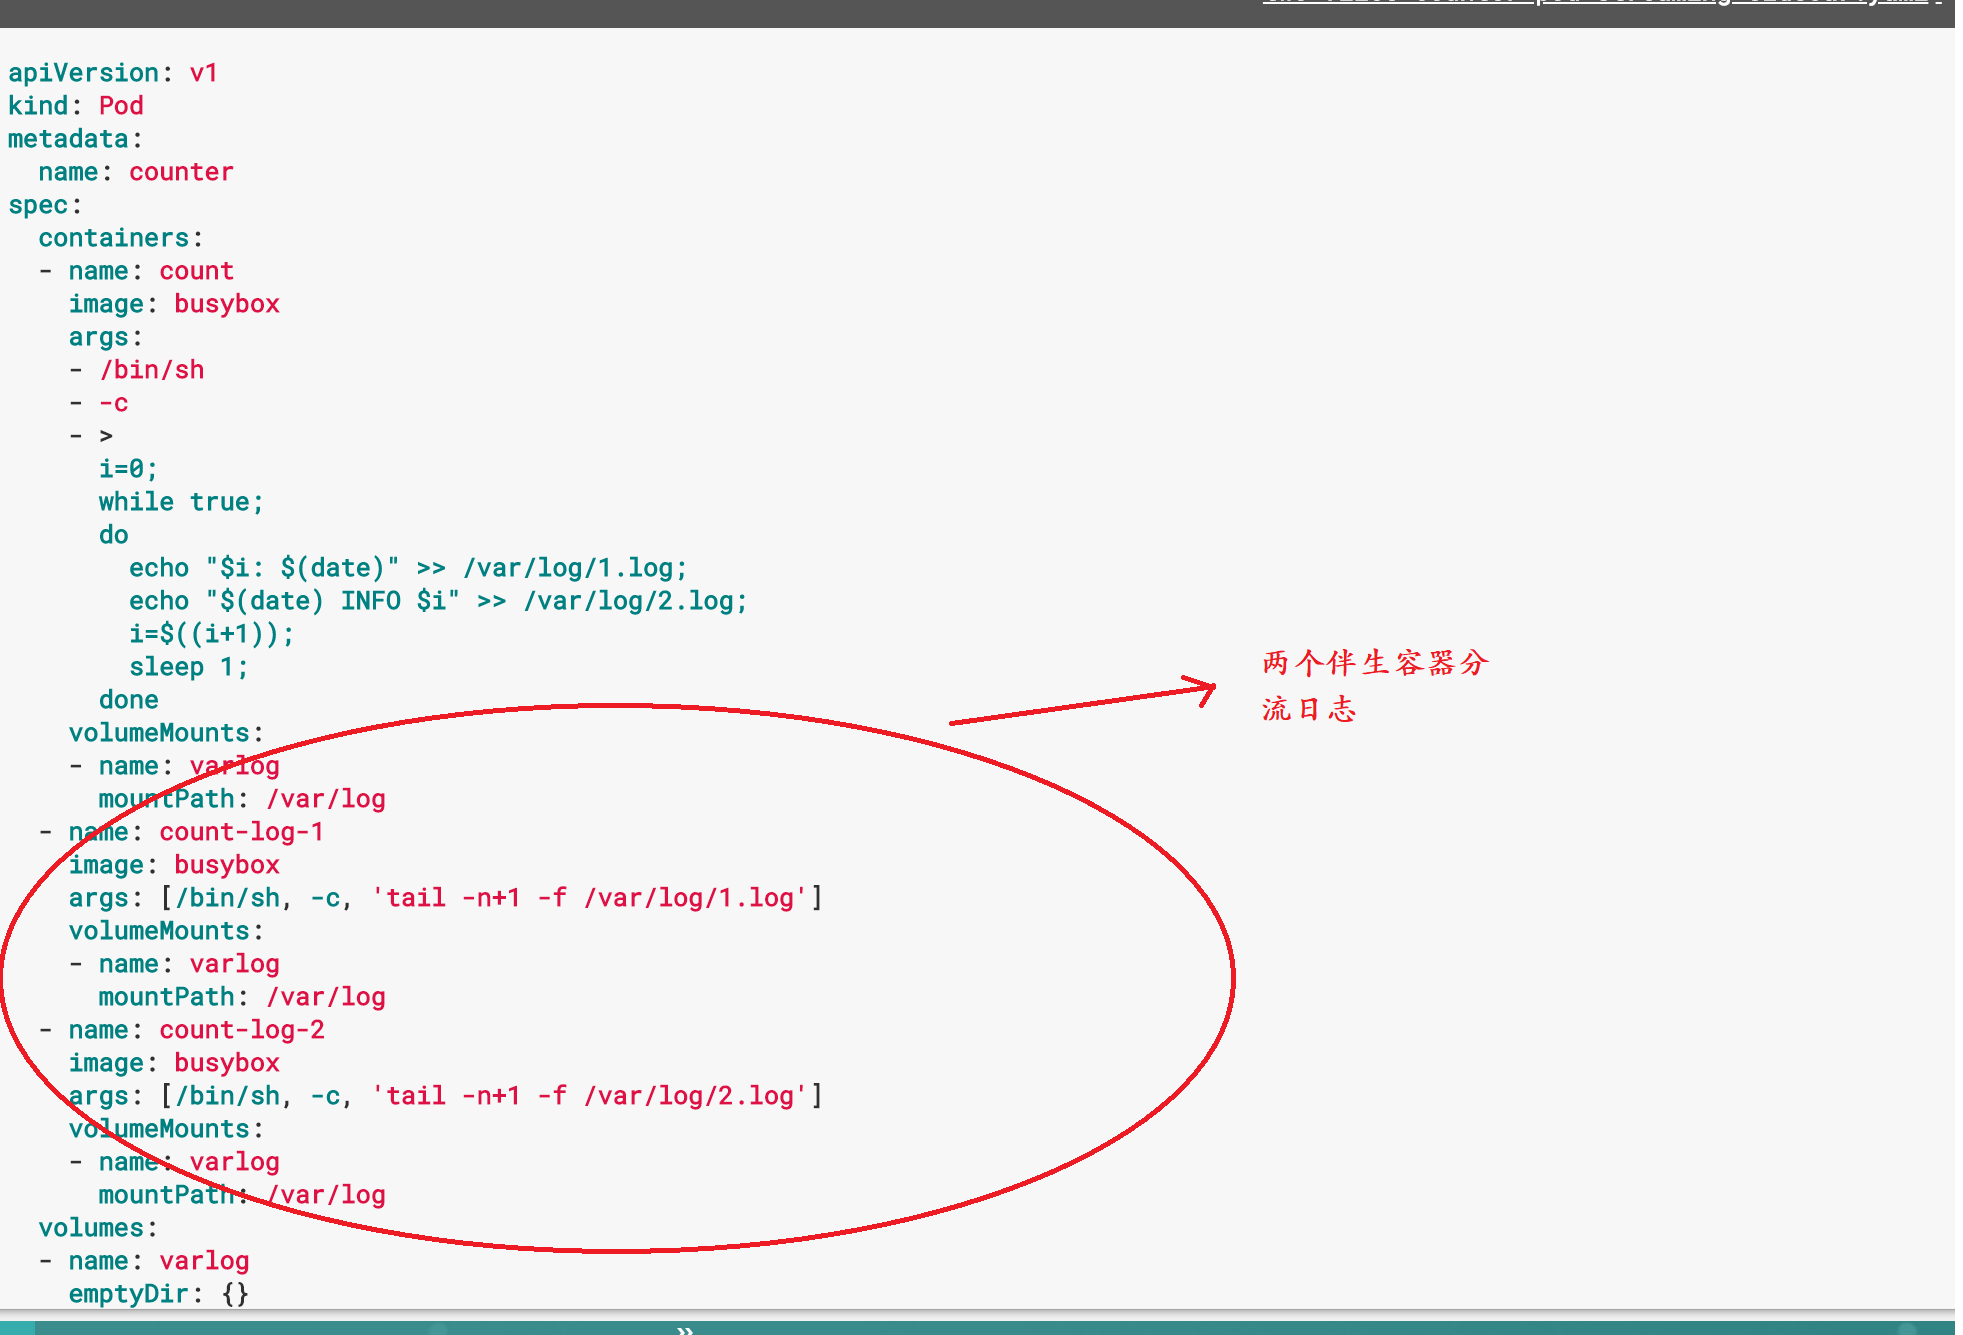 apiVersion: v1
kind: Pod
metadata:
  name: counter
spec:
  containers:
  - name: count
    image: busybox
    args:
    - /bin/sh
    - -c
    - >
      i=0;
      while true;
      do
        echo "$i: $(date)" >> /var/log/1.log;
        echo "$(date) INFO $i" >> /var/log/2.log;
        i=$((i+1));
        sleep 1;
      done
    volumeMounts:
    - name: varlog
      mountPath: /var/log
  - name: count-log-1
    image: busybox
    args: [/bin/sh, -c, 'tail -n+1 -f /var/log/1.log']
    volumeMounts:
    - name: varlog
      mountPath: /var/log
  - name: count-log-2
    image: busybox
    args: [/bin/sh, -c, 'tail -n+1 -f /var/log/2.log']
    volumeMounts:
    - name: varlog
      mountPath: /var/log
  volumes:
  - name: varlog
    emptyDir: {}
两个伴生容器分
流日志